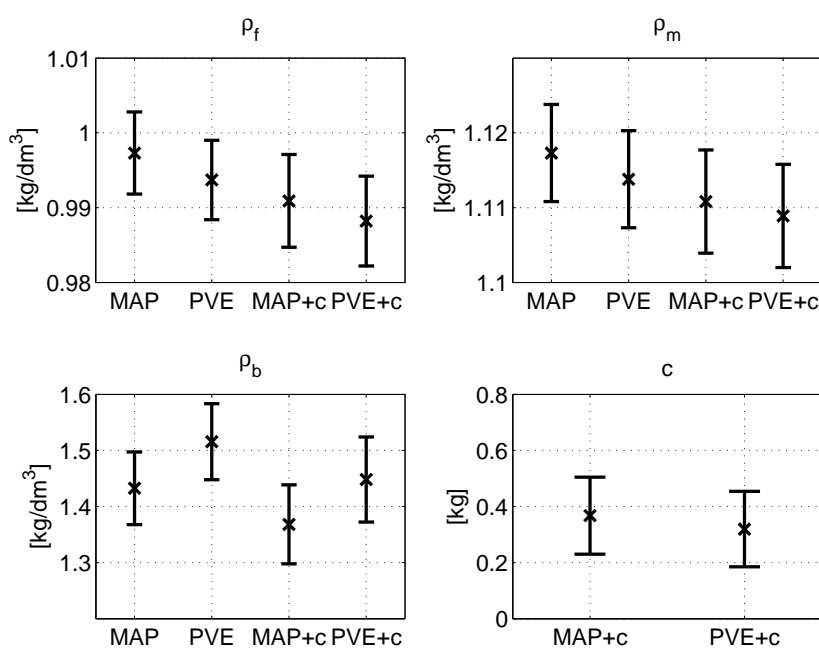 ρf
[kg/dm3]
1.01
1
0.99
0.98
MAP PVE MAP+c PVE+c
ρm
[kg/dm3]
1.12
1.11
1.1
MAP PVE MAP+c PVE+c
ρb
[kg/dm3]
1.6
1.5
1.4
1.3
MAP PVE MAP+c PVE+c
c
[kg]
0.8
0.6
0.4
0.2
0
MAP+c PVE+c